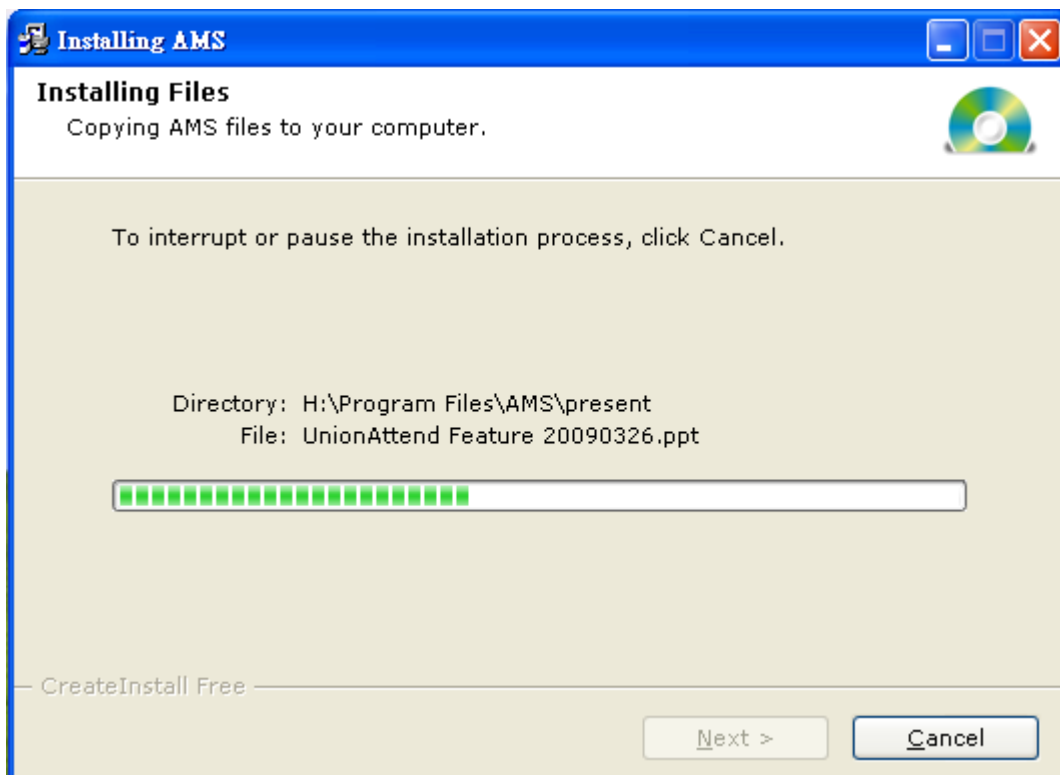 Installing AMS
Installing Files
Copying AMS files to your computer.
To interrupt or pause the installation process, click Cancel.
Directory: H:\Program Files\AMS\present
File: UnionAttend Feature 20090326.ppt
CreateInstall Free
Next >
Cancel